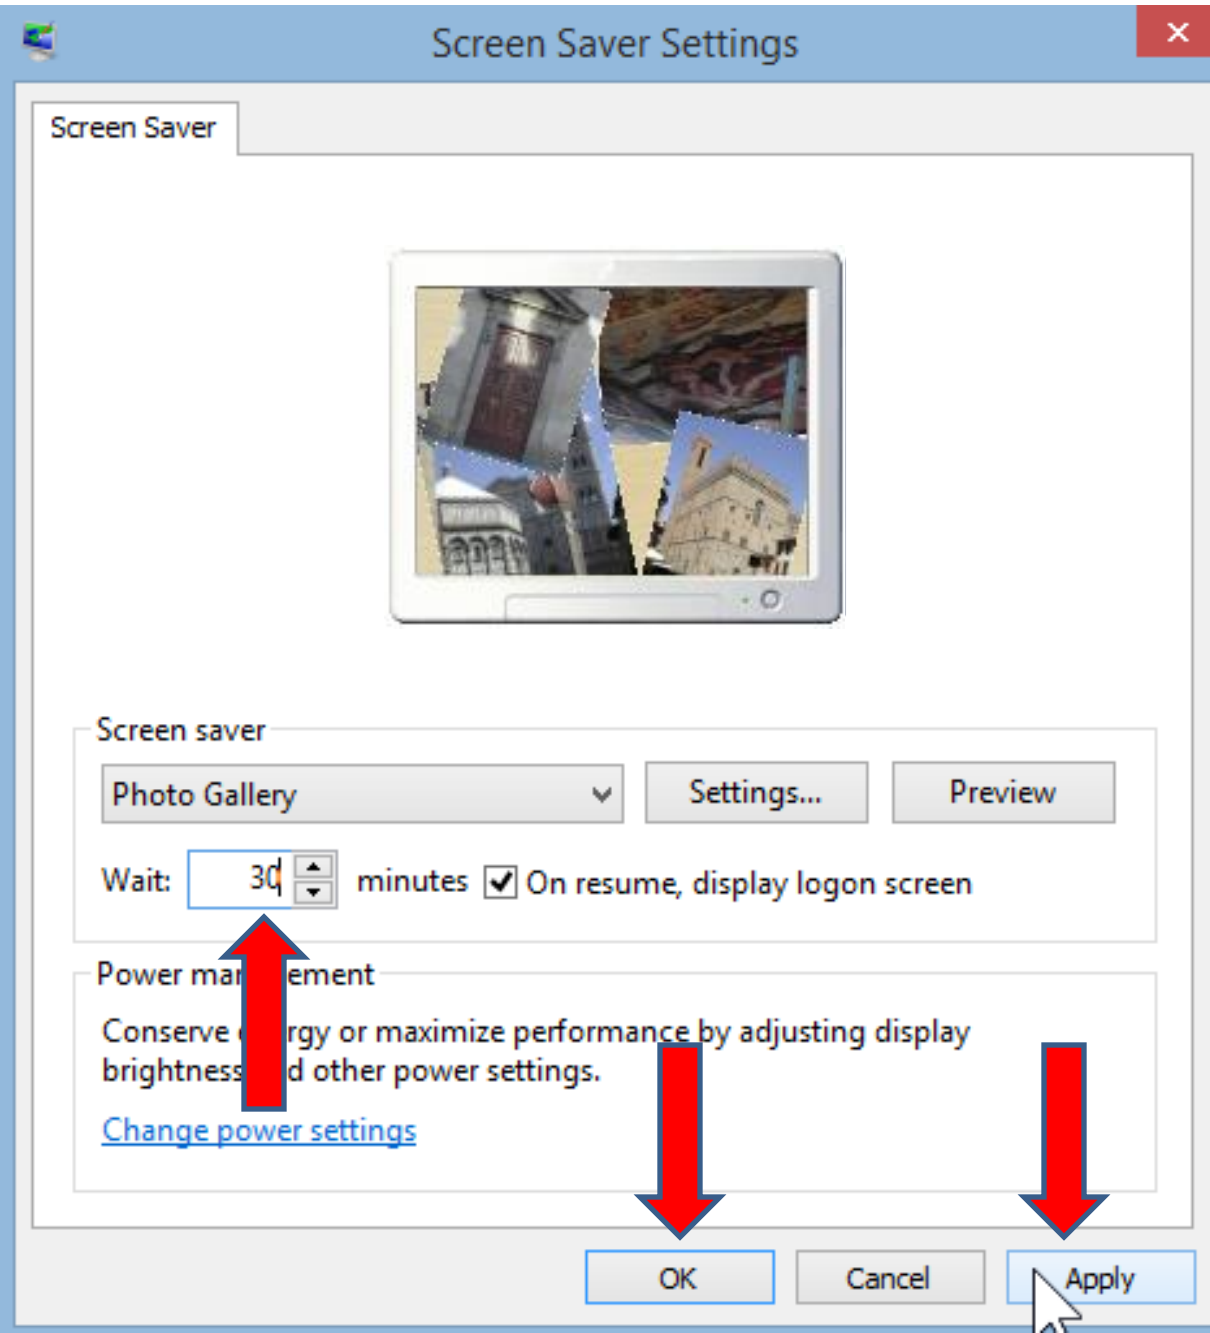 Screen Saver Settings
Screen Saver
Screen saver
Photo Gallery
Settings...
Preview
Wait: 30 minutes On resume, display logon screen
Power ma ement
Conserve rgy or maximize performance by adjusting display
brightness d other power settings.
Change power settings
OK
Cancel
Apply